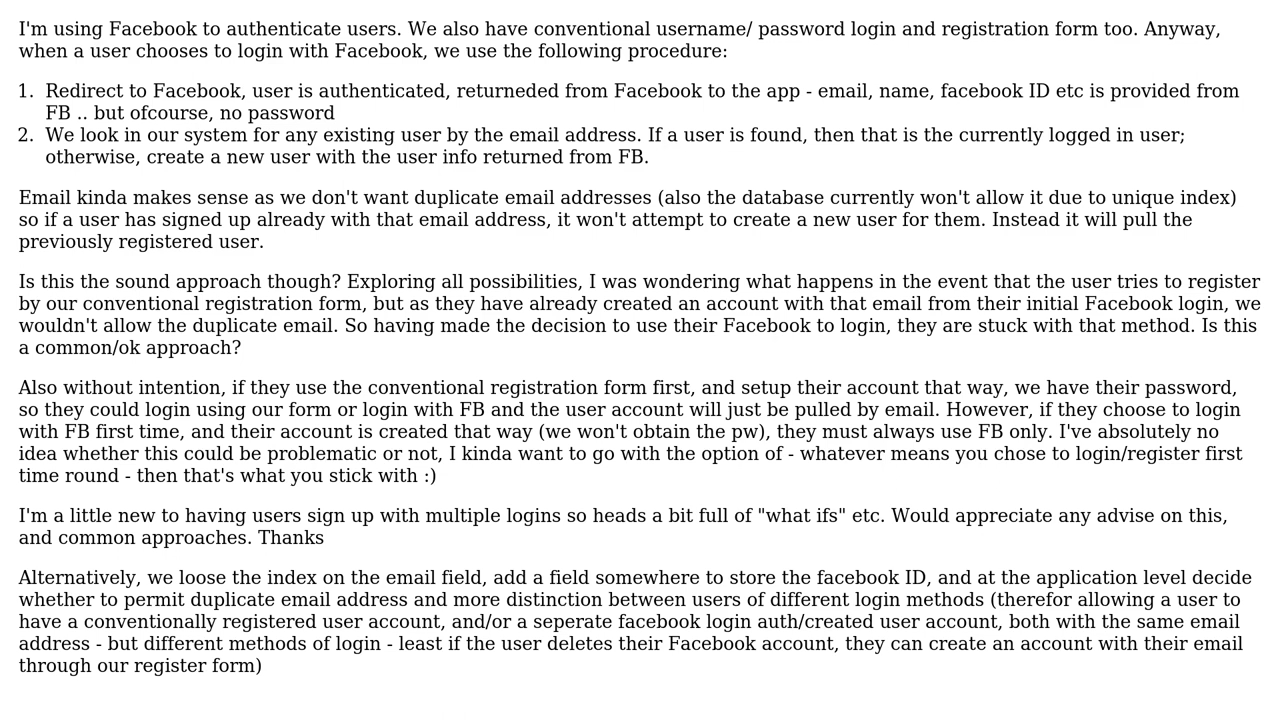 I'm using Facebook to authenticate users. We also have conventional username/ password login and registration form too. Anyway,
when a user chooses to login with Facebook, we use the following procedure:
1. Redirect to Facebook, user is authenticated, returneded from Facebook to the app - email, name, facebook ID etc is provided from
FB .. but ofcourse, no password
2. We look in our system for any existing user by the email address. If a user is found, then that is the currently logged in user;
otherwise, create a new user with the user info returned from FB.
Email kinda makes sense as we don't want duplicate email addresses (also the database currently won't allow it due to unique index)
so if a user has signed up already with that email address, it won't attempt to create a new user for them. Instead it will pull the
previously registered user.
Is this the sound approach though? Exploring all possibilities, I was wondering what happens in the event that the user tries to register
by our conventional registration form, but as they have already created an account with that email from their initial Facebook login, we
wouldn't allow the duplicate email. So having made the decision to use their Facebook to login, they are stuck with that method. Is this
a common/ok approach?
Also without intention, if they use the conventional registration form first, and setup their account that way, we have their password,
so they could login using our form or login with FB and the user account will just be pulled by email. However, if they choose to login
with FB first time, and their account is created that way (we won't obtain the pw), they must always use FB only. I've absolutely no
idea whether this could be problematic or not, I kinda want to go with the option of - whatever means you chose to login/register first
time round - then that's what you stick with :)
I'm a little new to having users sign up with multiple logins so heads a bit full of "what ifs" etc. Would appreciate any advise on this,
and common approaches. Thanks
Alternatively, we loose the index on the email field, add a field somewhere to store the facebook ID, and at the application level decide
whether to permit duplicate email address and more distinction between users of different login methods (therefor allowing a user to
have a conventionally registered user account, and/or a seperate facebook login auth/created user account, both with the same email
address - but different methods of login - least if the user deletes their Facebook account, they can create an account with their email
through our register form)